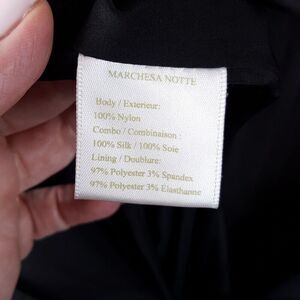 MARCHESA NOTTE
Body / Exterieur:
100% Nylon
Combo / Combinaison :
100% Silk / 100% Soie
Lining / Doublure:
97% Polyester 3% Spandex
97% Polyester 3% Elasthanne